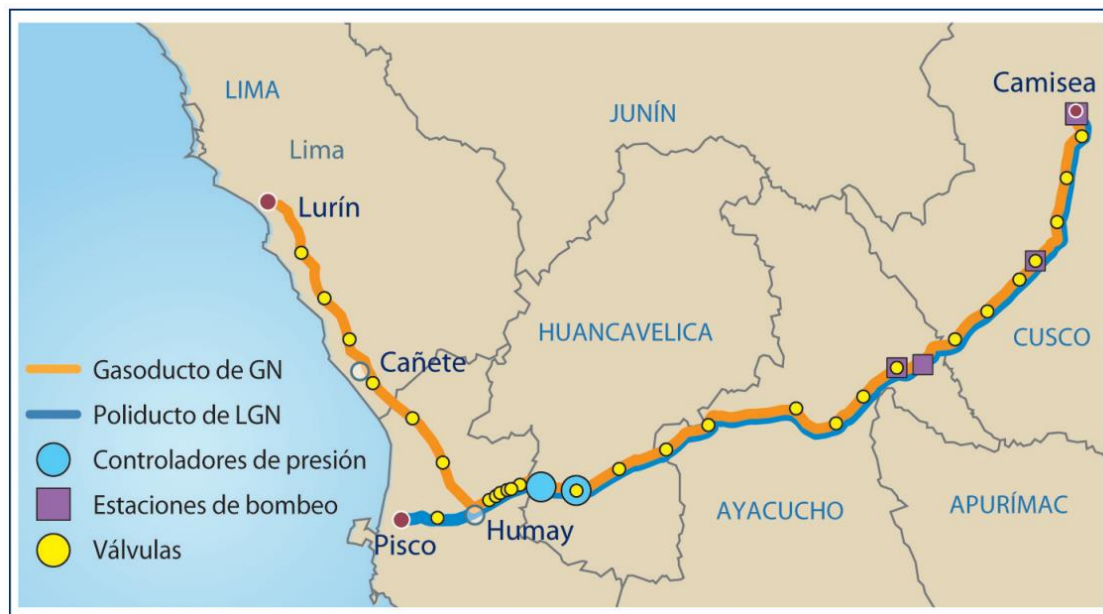 Camisea
LIMA
JUNÍN
Lima
Lurín
HUANCAVELICA
CUSCO
Cañete
Gasoducto de GN
Poliducto de LGN
Controladores de presión
Estaciones de bombeo
Válvulas
AYACUCHO
APURÍMAC
Pisco
Humay